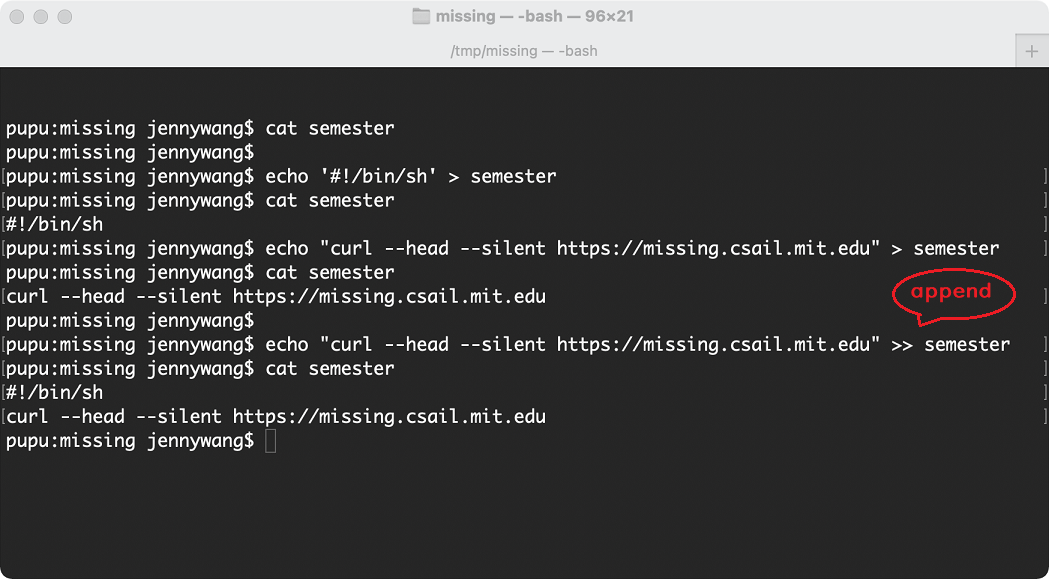 missing — -bash — 96×21
/tmp/missing — -bash
+
pupu:missing jennywang$ cat semester
pupu:missing jennywang$
[pupu:missing jennywang$ echo '#!/bin/sh' > semester ]
[pupu:missing jennywang$ cat semester ]
[#!/bin/sh ]
[pupu:missing jennywang$ echo "curl --head --silent https://missing.csail.mit.edu" > semester ]
pupu:missing jennywang$ cat semester
[curl --head --silent https://missing.csail.mit.edu ]
append
pupu:missing jennywang$
[pupu:missing jennywang$ echo "curl --head --silent https://missing.csail.mit.edu" >> semester ]
[pupu:missing jennywang$ cat semester ]
[#!/bin/sh ]
[curl --head --silent https://missing.csail.mit.edu ]
pupu:missing jennywang$